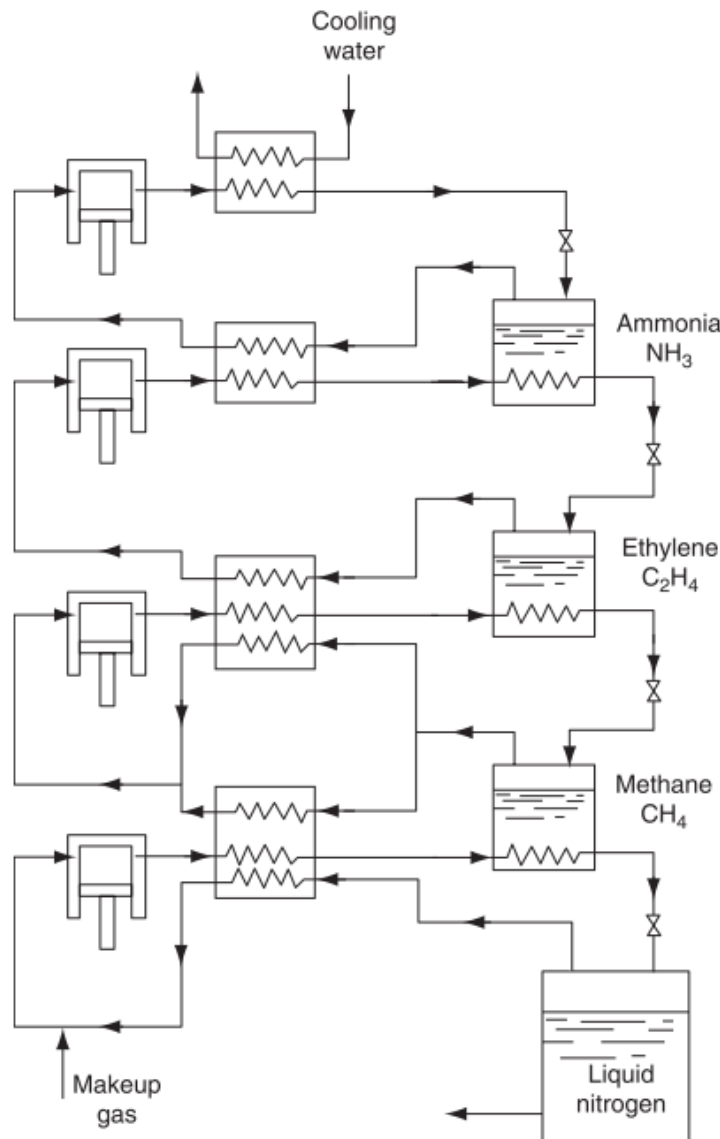 Cooling
water
Ammonia
NH₃
Ethylene
C₂H₄
Methane
CH₄
Liquid
nitrogen
Makeup
gas